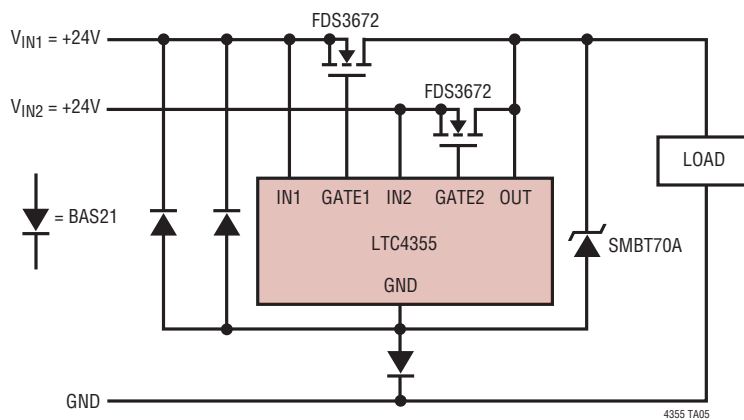 FDS3672
V_IN1 = +24V
FDS3672
V_IN2 = +24V
LOAD
IN1 GATE1 IN2 GATE2 OUT
= BAS21
LTC4355
SMBT70A
GND
GND
4355 TA05